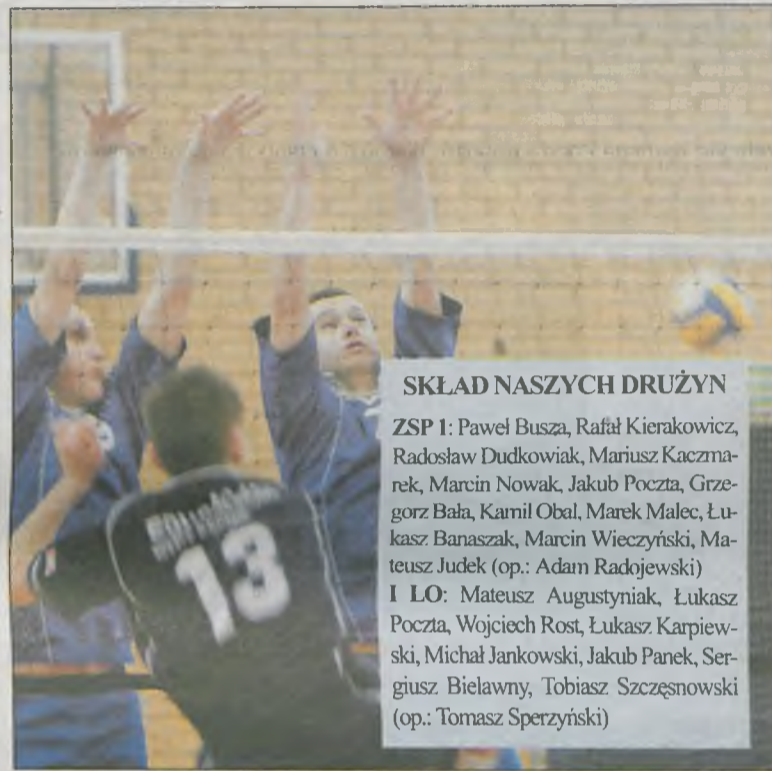 SKŁAD NASZYCH DRUŻYN
ZSP 1: Paweł Busza, Rafał Kierakowicz,
Radosław Dudkowiak, Mariusz Kaczma-
rek, Marcin Nowak, Jakub Poczta, Grze-
gorz Bała, Kamil Obal, Marek Malec, Łu-
kasz Banaszak, Marcin Wieczyński, Ma-
teusz Judek (op.: Adam Radojewski)
I LO: Mateusz Augustyniak, Łukasz
Poczta, Wojciech Rost, Łukasz Karpiew-
ski, Michał Jankowski, Jakub Panek, Ser-
giusz Bielawny, Tobiasz Szczęsnowski
(op.: Tomasz Sperzyński)
13